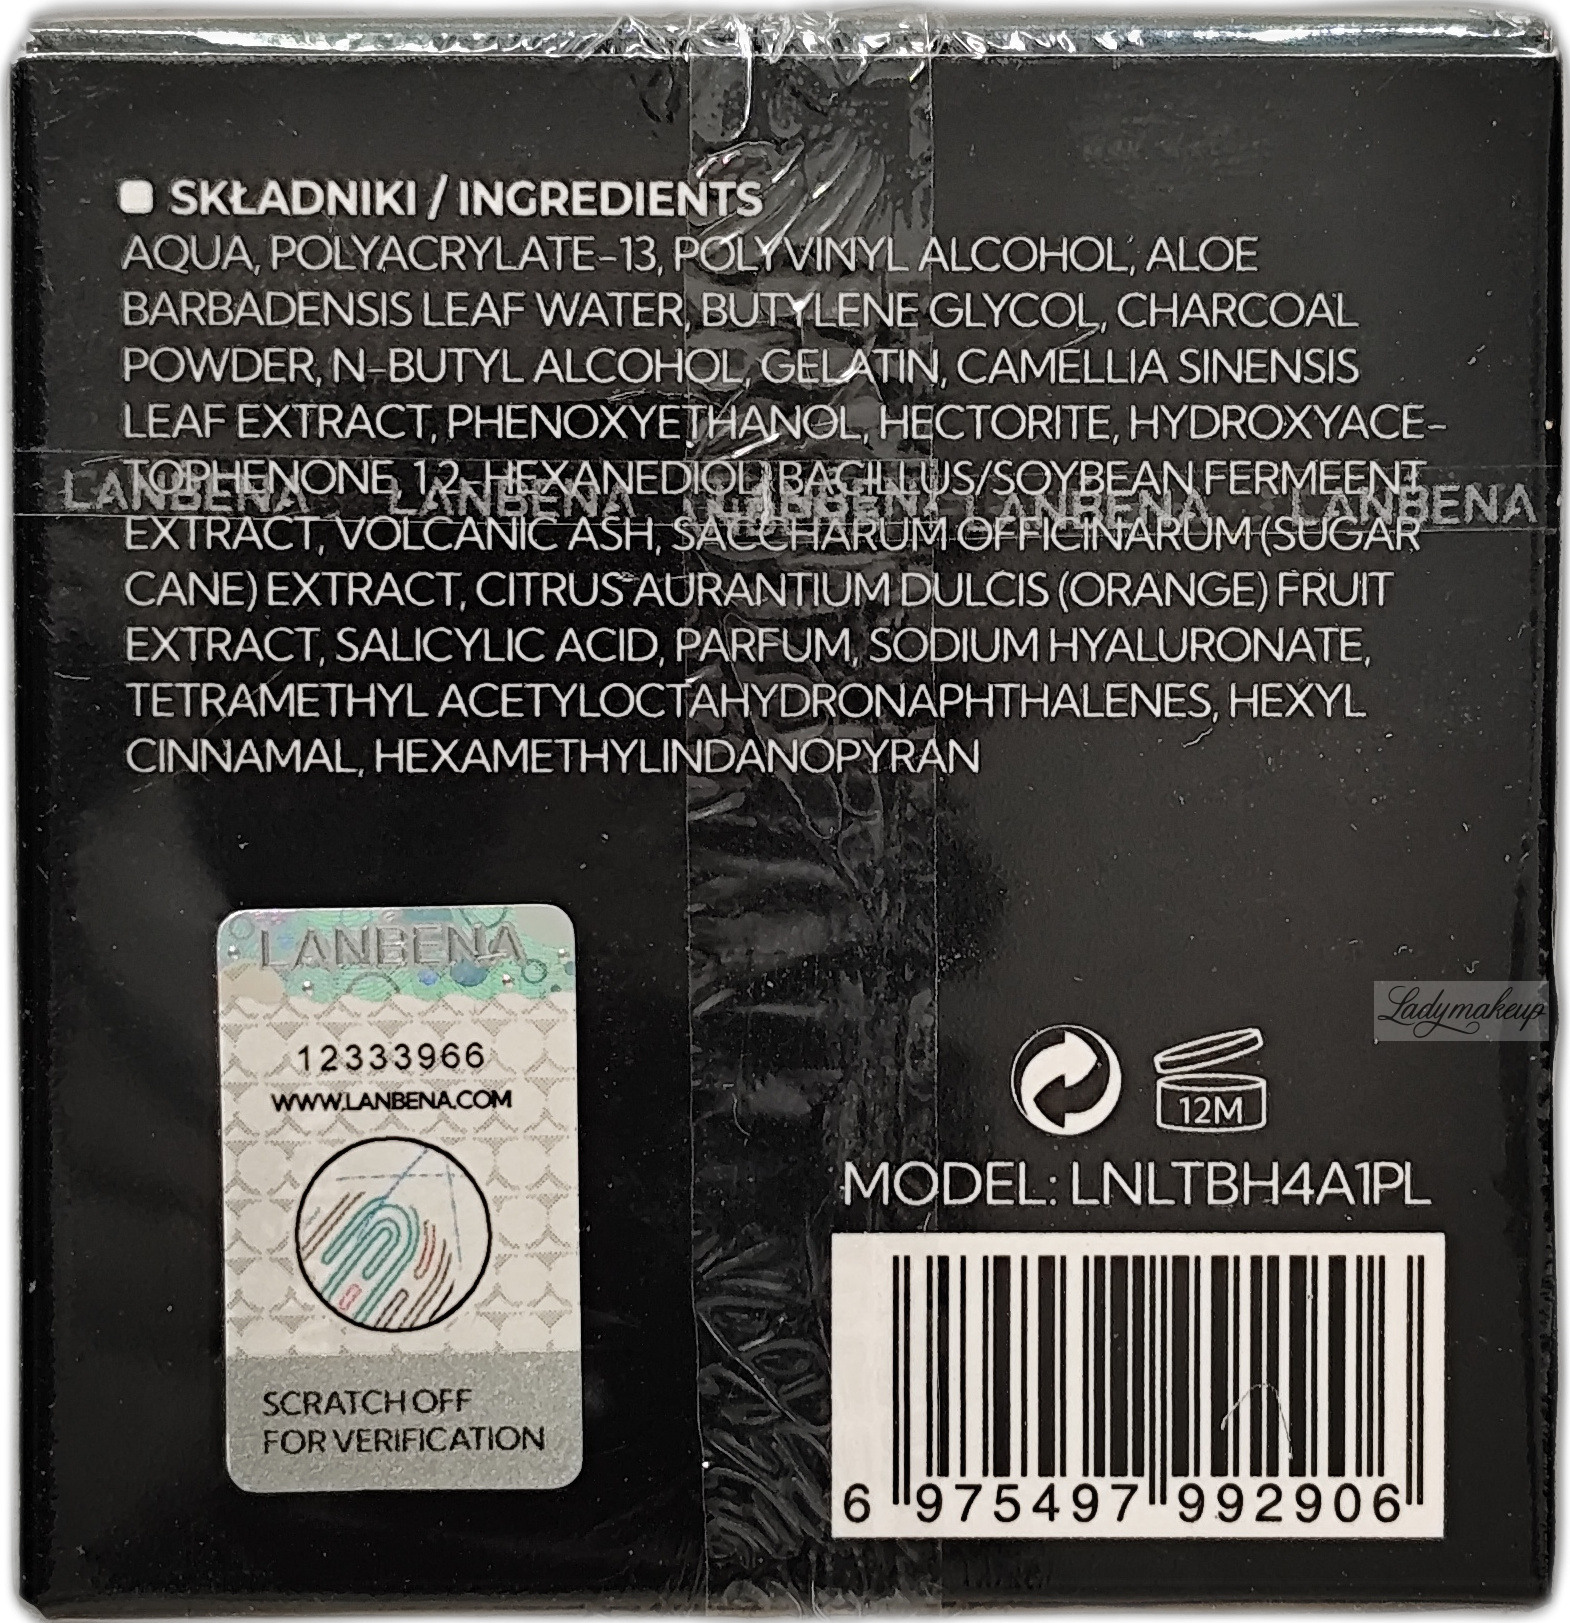 SKŁADNIKI / INGREDIENTS
AQUA, POLYACRYLATE-13, POLYVINYL ALCOHOL, ALOE
BARBADENSIS LEAF WATER, BUTYLENE GLYCOL, CHARCOAL
POWDER, N-BUTYL ALCOHOL, GELATIN, CAMELLIA SINENSIS
LEAF EXTRACT, PHENOXYETHANOL, HECTORITE, HYDROXYACE-
TOPHENONE, 1,2-HEXANEDIOL, BACILLUS/SOYBEAN FERMEENT
LANBENA LANBENA LANBENA LANBENA
EXTRACT, VOLCANIC ASH, SACCHARUM OFFICINARUM (SUGAR
CANE) EXTRACT, CITRUS AURANTIUM DULCIS (ORANGE) FRUIT
EXTRACT, SALICYLIC ACID, PARFUM, SODIUM HYALURONATE,
TETRAMETHYL ACETYLOCTAHYDRONAPHTHALENES, HEXYL
CINNAMAL, HEXAMETHYLINDANOPYRAN
LANBENA
12333966
WWW.LANBENA.COM
SCRATCH OFF
FOR VERIFICATION
Ladymakeup
12M
MODEL: LNLTBH4A1PL
6 975497 992906